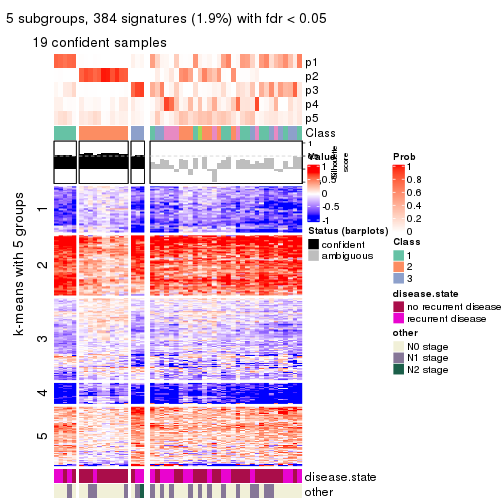 5 subgroups, 384 signatures (1.9%) with fdr < 0.05
19 confident samples
p1
p2
p3
p4
p5
Class
1
Silhouette
score
k-means with 5 groups
1
2
3
4
5
disease.state
other
Value
1
0.5
0
-0.5
-1
Status (barplots)
confident
ambiguous
Prob
1
0.8
0.6
0.4
0.2
0
Class
1
2
3
disease.state
no recurrent disease
recurrent disease
other
N0 stage
N1 stage
N2 stage